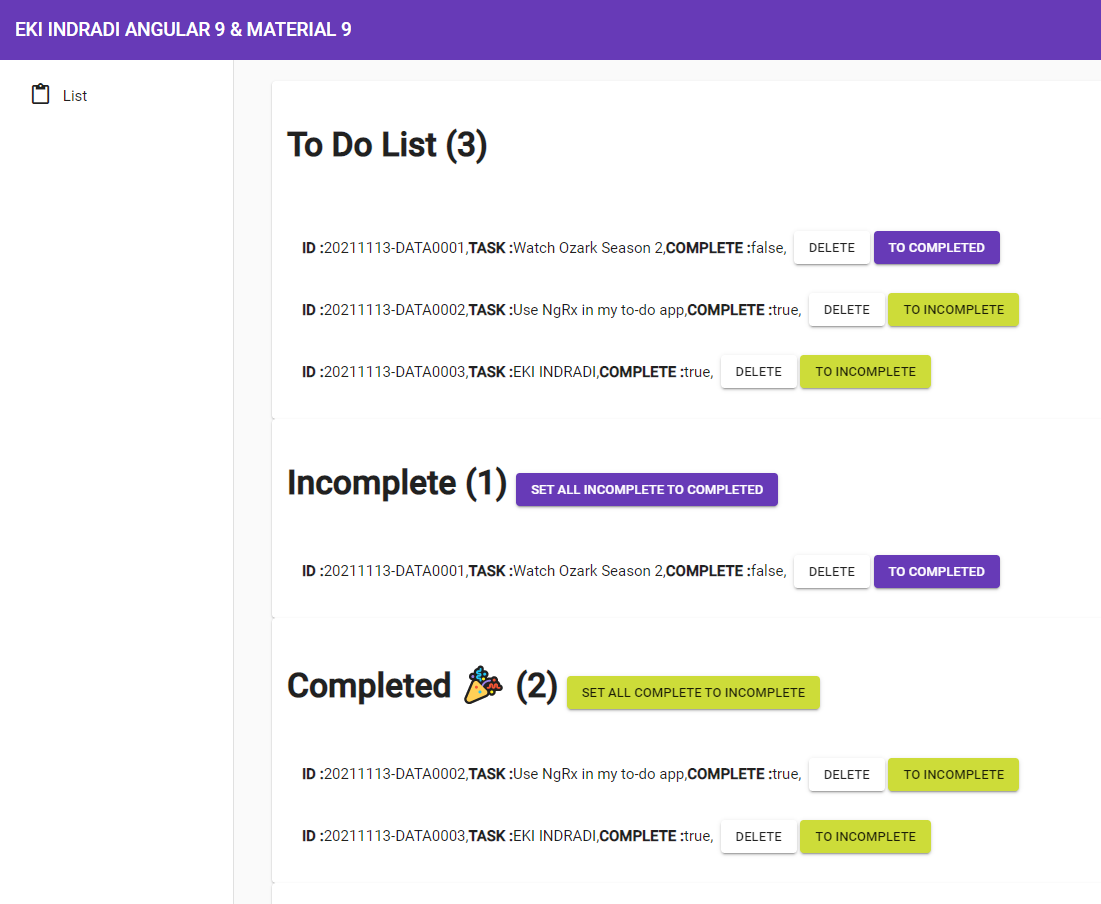 EKI INDRADI ANGULAR 9 & MATERIAL 9
List
To Do List (3)
ID :20211113-DATA0001,TASK :Watch Ozark Season 2,COMPLETE :false, DELETE TO COMPLETED
ID :20211113-DATA0002,TASK :Use NgRx in my to-do app,COMPLETE :true, DELETE TO INCOMPLETE
ID :20211113-DATA0003,TASK :EKI INDRADI,COMPLETE :true, DELETE TO INCOMPLETE
Incomplete (1) SET ALL INCOMPLETE TO COMPLETED
ID :20211113-DATA0001,TASK :Watch Ozark Season 2,COMPLETE :false, DELETE TO COMPLETED
Completed 🎉 (2) SET ALL COMPLETE TO INCOMPLETE
ID :20211113-DATA0002,TASK :Use NgRx in my to-do app,COMPLETE :true, DELETE TO INCOMPLETE
ID :20211113-DATA0003,TASK :EKI INDRADI,COMPLETE :true, DELETE TO INCOMPLETE